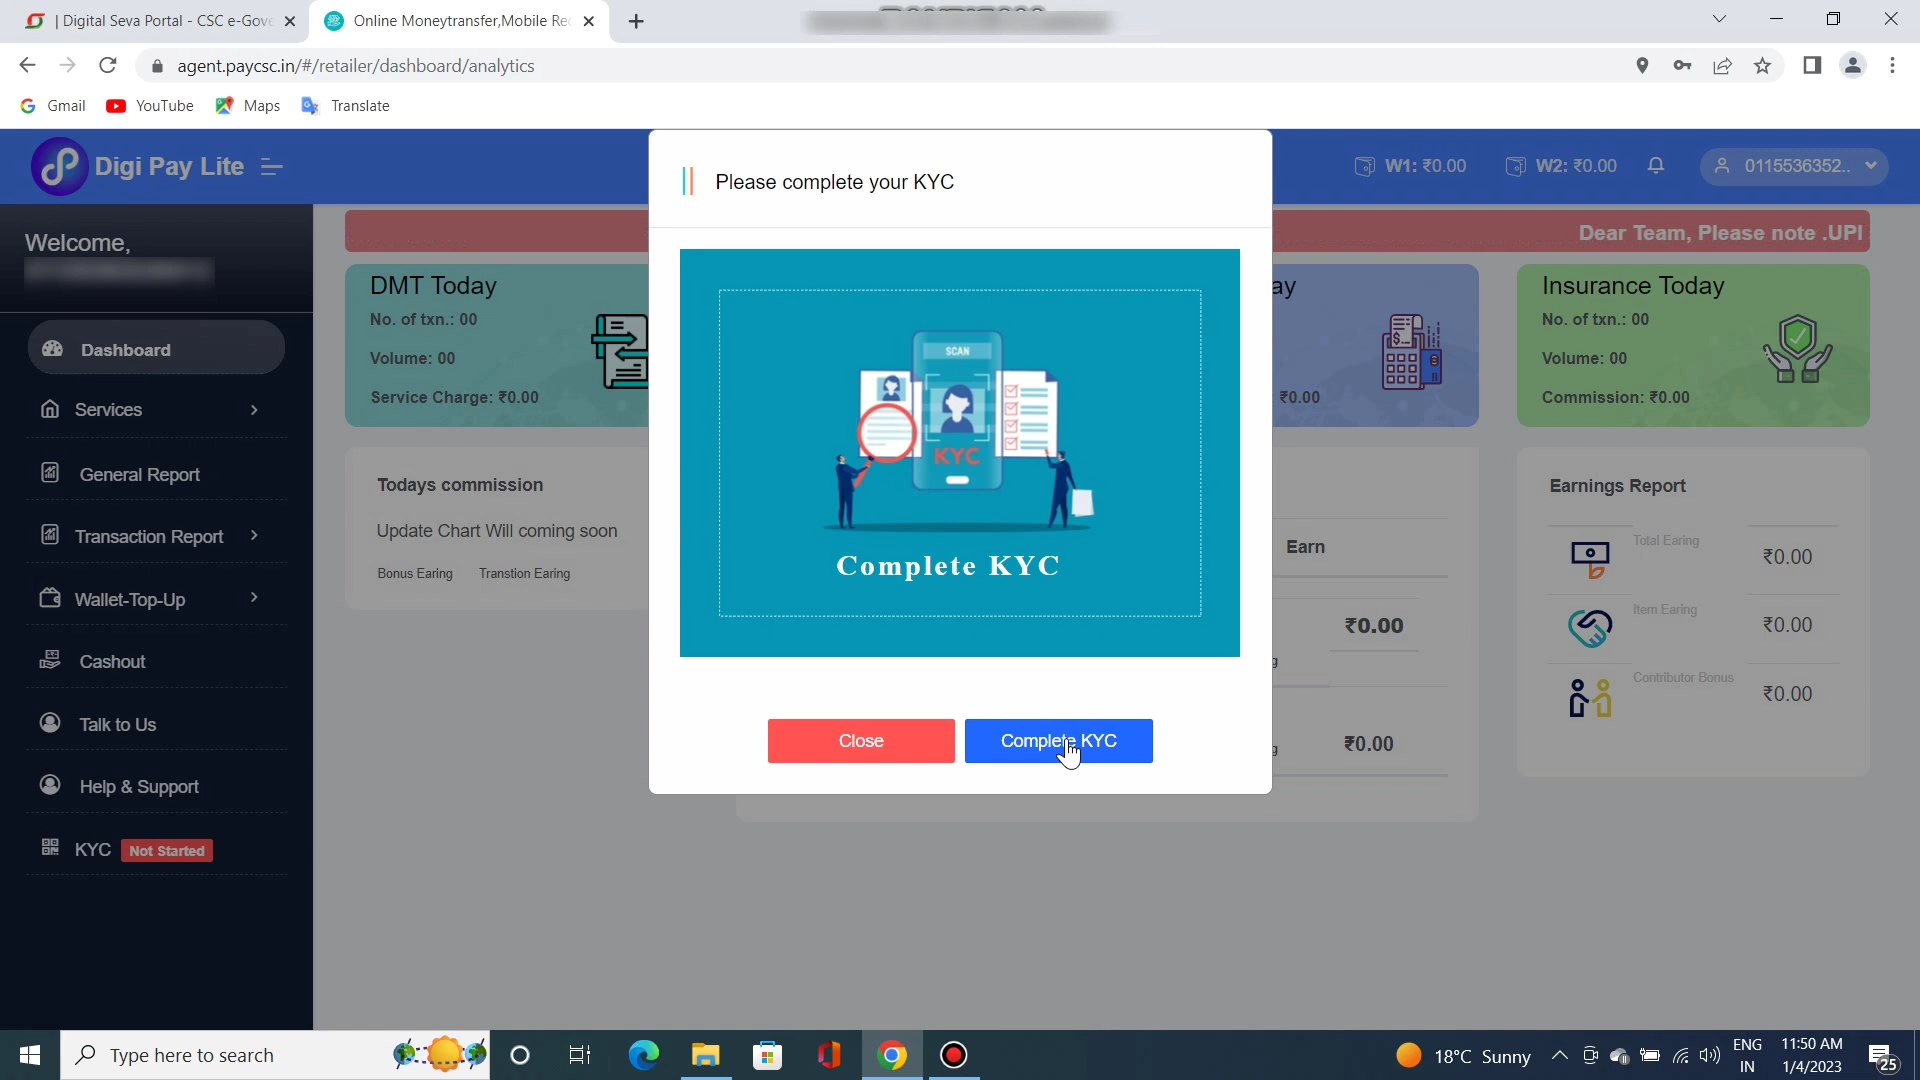 | Digital Seva Portal - CSC e-Gove
Online Moneytransfer,Mobile Rec
agent.paycsc.in/#/retailer/dashboard/analytics
Gmail
YouTube
Maps
Translate
Digi Pay Lite
W1: ₹0.00
W2: ₹0.00
0115536352..
Welcome,
Dashboard
Services
General Report
Transaction Report
Wallet-Top-Up
Cashout
Talk to Us
Help & Support
KYC Not Started
Dear Team, Please note .UPI
DMT Today
No. of txn.: 00
Volume: 00
Service Charge: ₹0.00
ay
₹0.00
Insurance Today
No. of txn.: 00
Volume: 00
Commission: ₹0.00
Todays commission
Update Chart Will coming soon
Bonus Earing
Transtion Earing
Please complete your KYC
SCAN
KYC
Complete KYC
Close
Complete KYC
Earn
₹0.00
g
g
₹0.00
Earnings Report
Total Earing
₹0.00
Item Earing
₹0.00
Contributor Bonus
₹0.00
Type here to search
18°C Sunny
ENG
IN
11:50 AM
1/4/2023
25